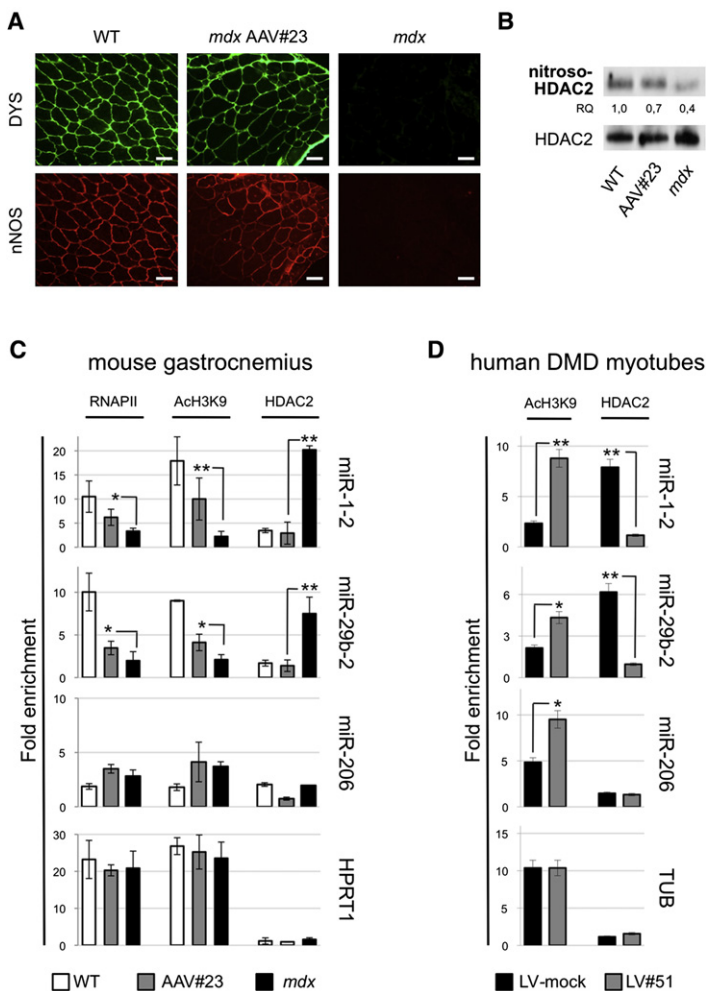 A
WT
mdx AAV#23
mdx
DYS
nNOS
B
nitroso-
HDAC2
RQ
1,0 0,7 0,4
HDAC2
WT
AAV#23
mdx
C
mouse gastrocnemius
RNAPII AcH3K9 HDAC2
Fold enrichment
20
15
10
5
0
*
**
**
miR-1-2
10
5
0
*
*
**
miR-29b-2
10
5
0
miR-206
30
20
10
0
HPRT1
WT AAV#23 mdx
D
human DMD myotubes
AcH3K9 HDAC2
Fold enrichment
10
5
0
**
**
miR-1-2
6
3
0
*
**
miR-29b-2
10
5
0
*
miR-206
15
10
5
0
TUB
LV-mock LV#51